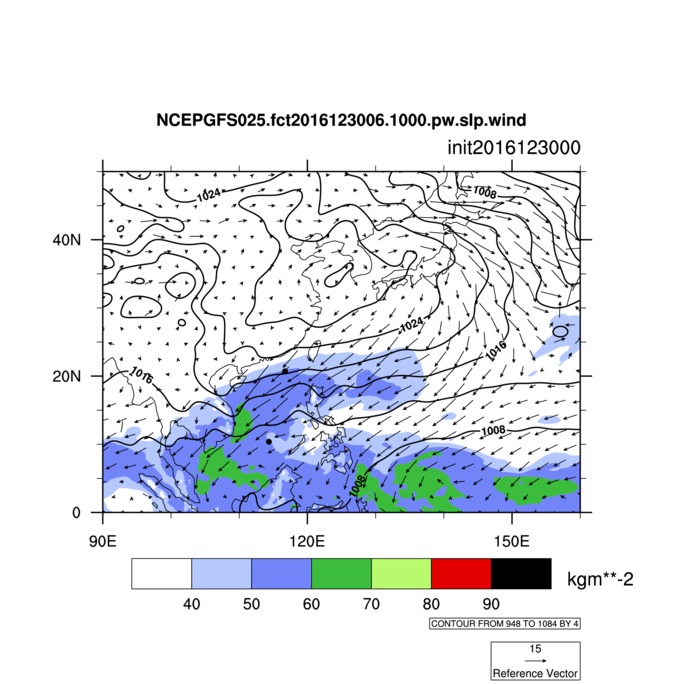 NCEPGFS025.fct2016123006.1000.pw.slp.wind
init2016123000
1024
1008
40N
1024
1016
20N
1016
1008
1008
0
90E 120E 150E
kgm**-2
40 50 60 70 80 90
CONTOUR FROM 948 TO 1084 BY 4
15
Reference Vector